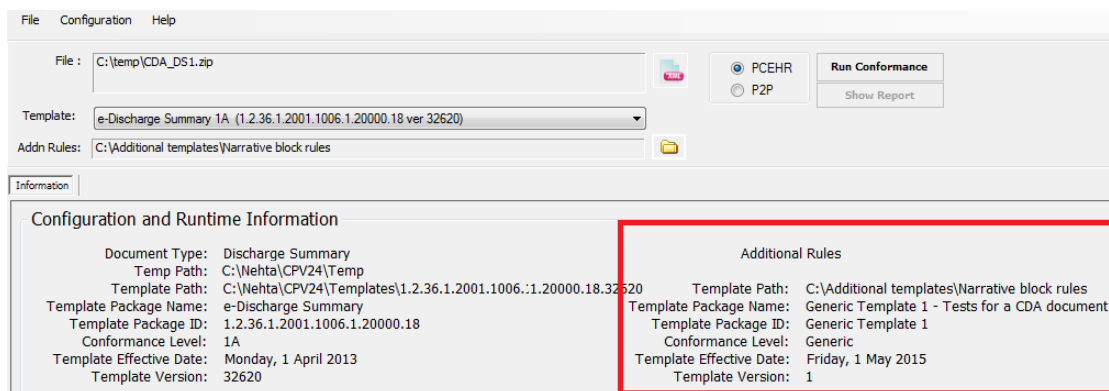 File Configuration Help
File : C:\temp\CDA_DS1.zip
XML
PCEHR
P2P
Run Conformance
Show Report
Template: e-Discharge Summary 1A (1.2.36.1.2001.1006.1.20000.18 ver 32620)
Addn Rules: C:\Additional templates\Narrative block rules
Information
Configuration and Runtime Information
Document Type: Discharge Summary
Temp Path: C:\Nehta\CPV24\Temp
Template Path: C:\Nehta\CPV24\Templates\1.2.36.1.2001.1006.1.20000.18.32620
Template Package Name: e-Discharge Summary
Template Package ID: 1.2.36.1.2001.1006.1.20000.18
Conformance Level: 1A
Template Effective Date: Monday, 1 April 2013
Template Version: 32620
Additional Rules
Template Path: C:\Additional templates\Narrative block rules
Template Package Name: Generic Template 1 - Tests for a CDA document
Template Package ID: Generic Template 1
Conformance Level: Generic
Template Effective Date: Friday, 1 May 2015
Template Version: 1